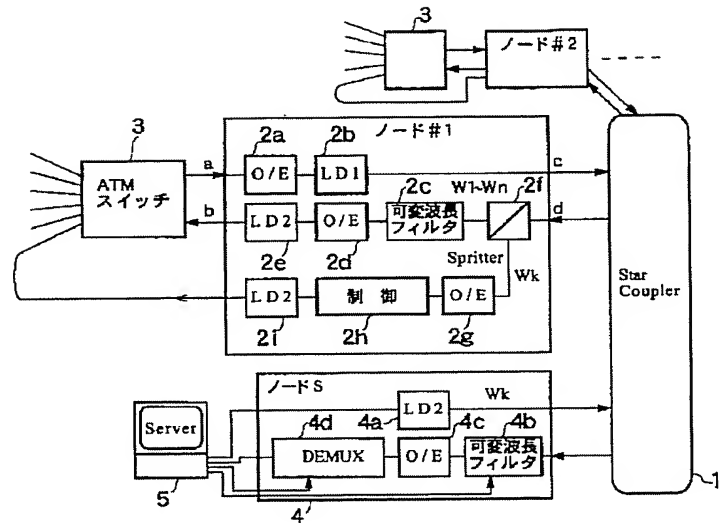 3
ノード#2
3
ノード#1
2a
2b
ATM
スイッチ
a
O/E
LD1
c
W1~Wn
2c
2f
b
LD2
O/E
可変波長
フィルタ
d
2e
2d
Spritter
Wk
LD2
制 御
O/E
2i
2h
2g
Star
Coupler
ノードS
LD2
Wk
4a
4d
4c
4b
Server
DEMUX
O/E
可変波長
フィルタ
5
4
1